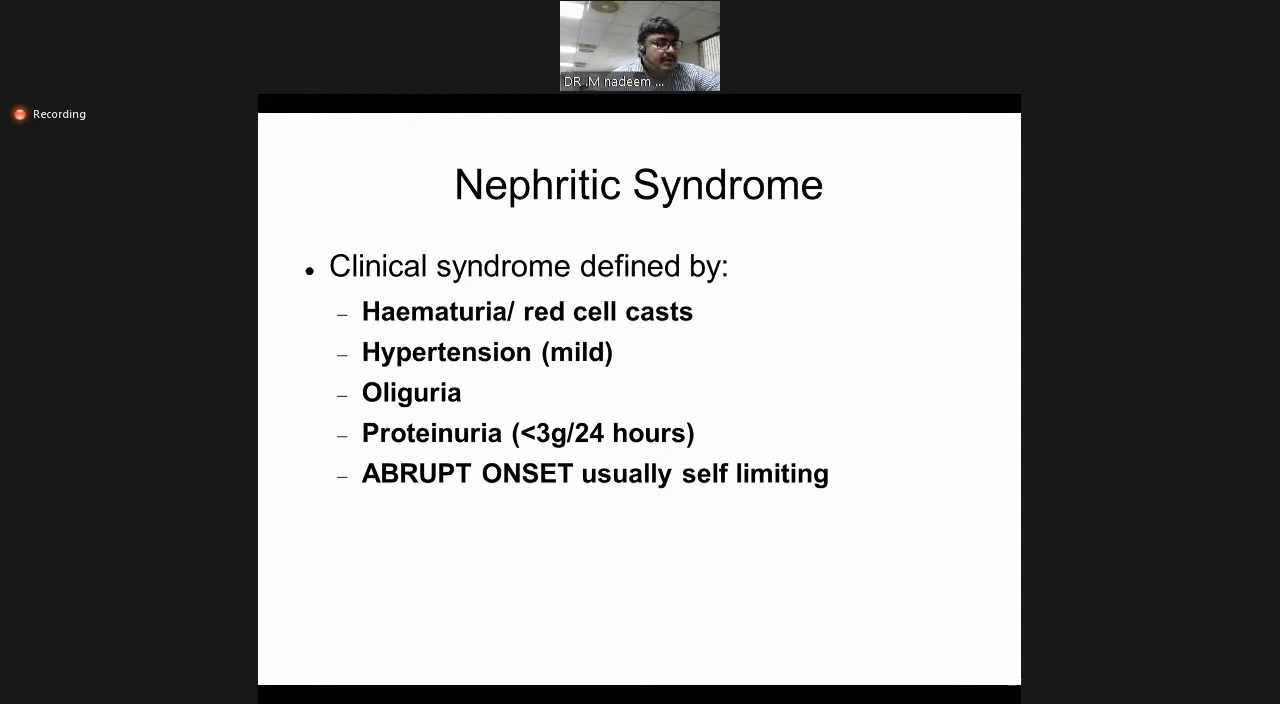 DR .M nadeem ...
Recording
Nephritic Syndrome
• Clinical syndrome defined by:
– Haematuria/ red cell casts
– Hypertension (mild)
– Oliguria
– Proteinuria (<3g/24 hours)
– ABRUPT ONSET usually self limiting